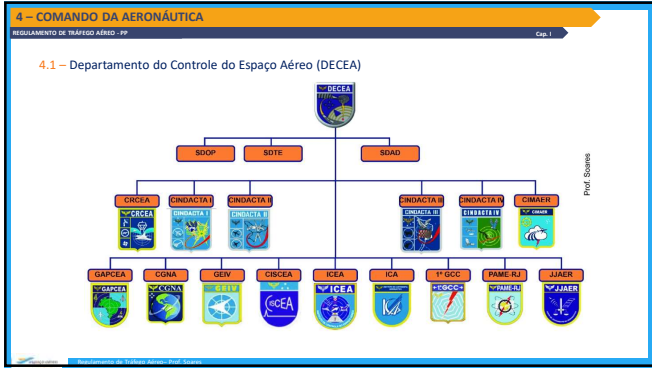 4 – COMANDO DA AERONÁUTICA
REGULAMENTO DE TRÁFEGO AÉREO - PP
Cap. I
4.1 – Departamento do Controle do Espaço Aéreo (DECEA)
DECEA
SDOP
SDTE
SDAD
Prof. Soares
CRCEA
CINDACTA I
CINDACTA II
CINDACTA III
CINDACTA IV
CIMAER
CRCEA
CINDACTA I
CINDACTA II
CINDACTA III
CINDACTA IV
CIMAER
GAPCEA
CGNA
GEIV
CISCEA
ICEA
ICA
1º GCC
PAME-RJ
JJAER
GAPCEA
CGNA
GEIV
CISCEA
ICEA
1º GCC
PAME-RJ
JJAER
Regulamento de Tráfego Aéreo– Prof. Soares